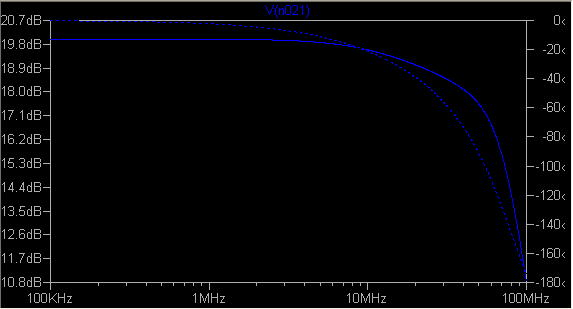 V(n021)
20.7dB 0<
19.8dB -20<
18.9dB -40<
18.0dB -60<
17.1dB -80<
16.2dB -100<
15.3dB -120<
14.4dB
13.5dB -140<
12.6dB
11.7dB -160<
10.8dB -180<
100KHz 1MHz 10MHz 100MHz